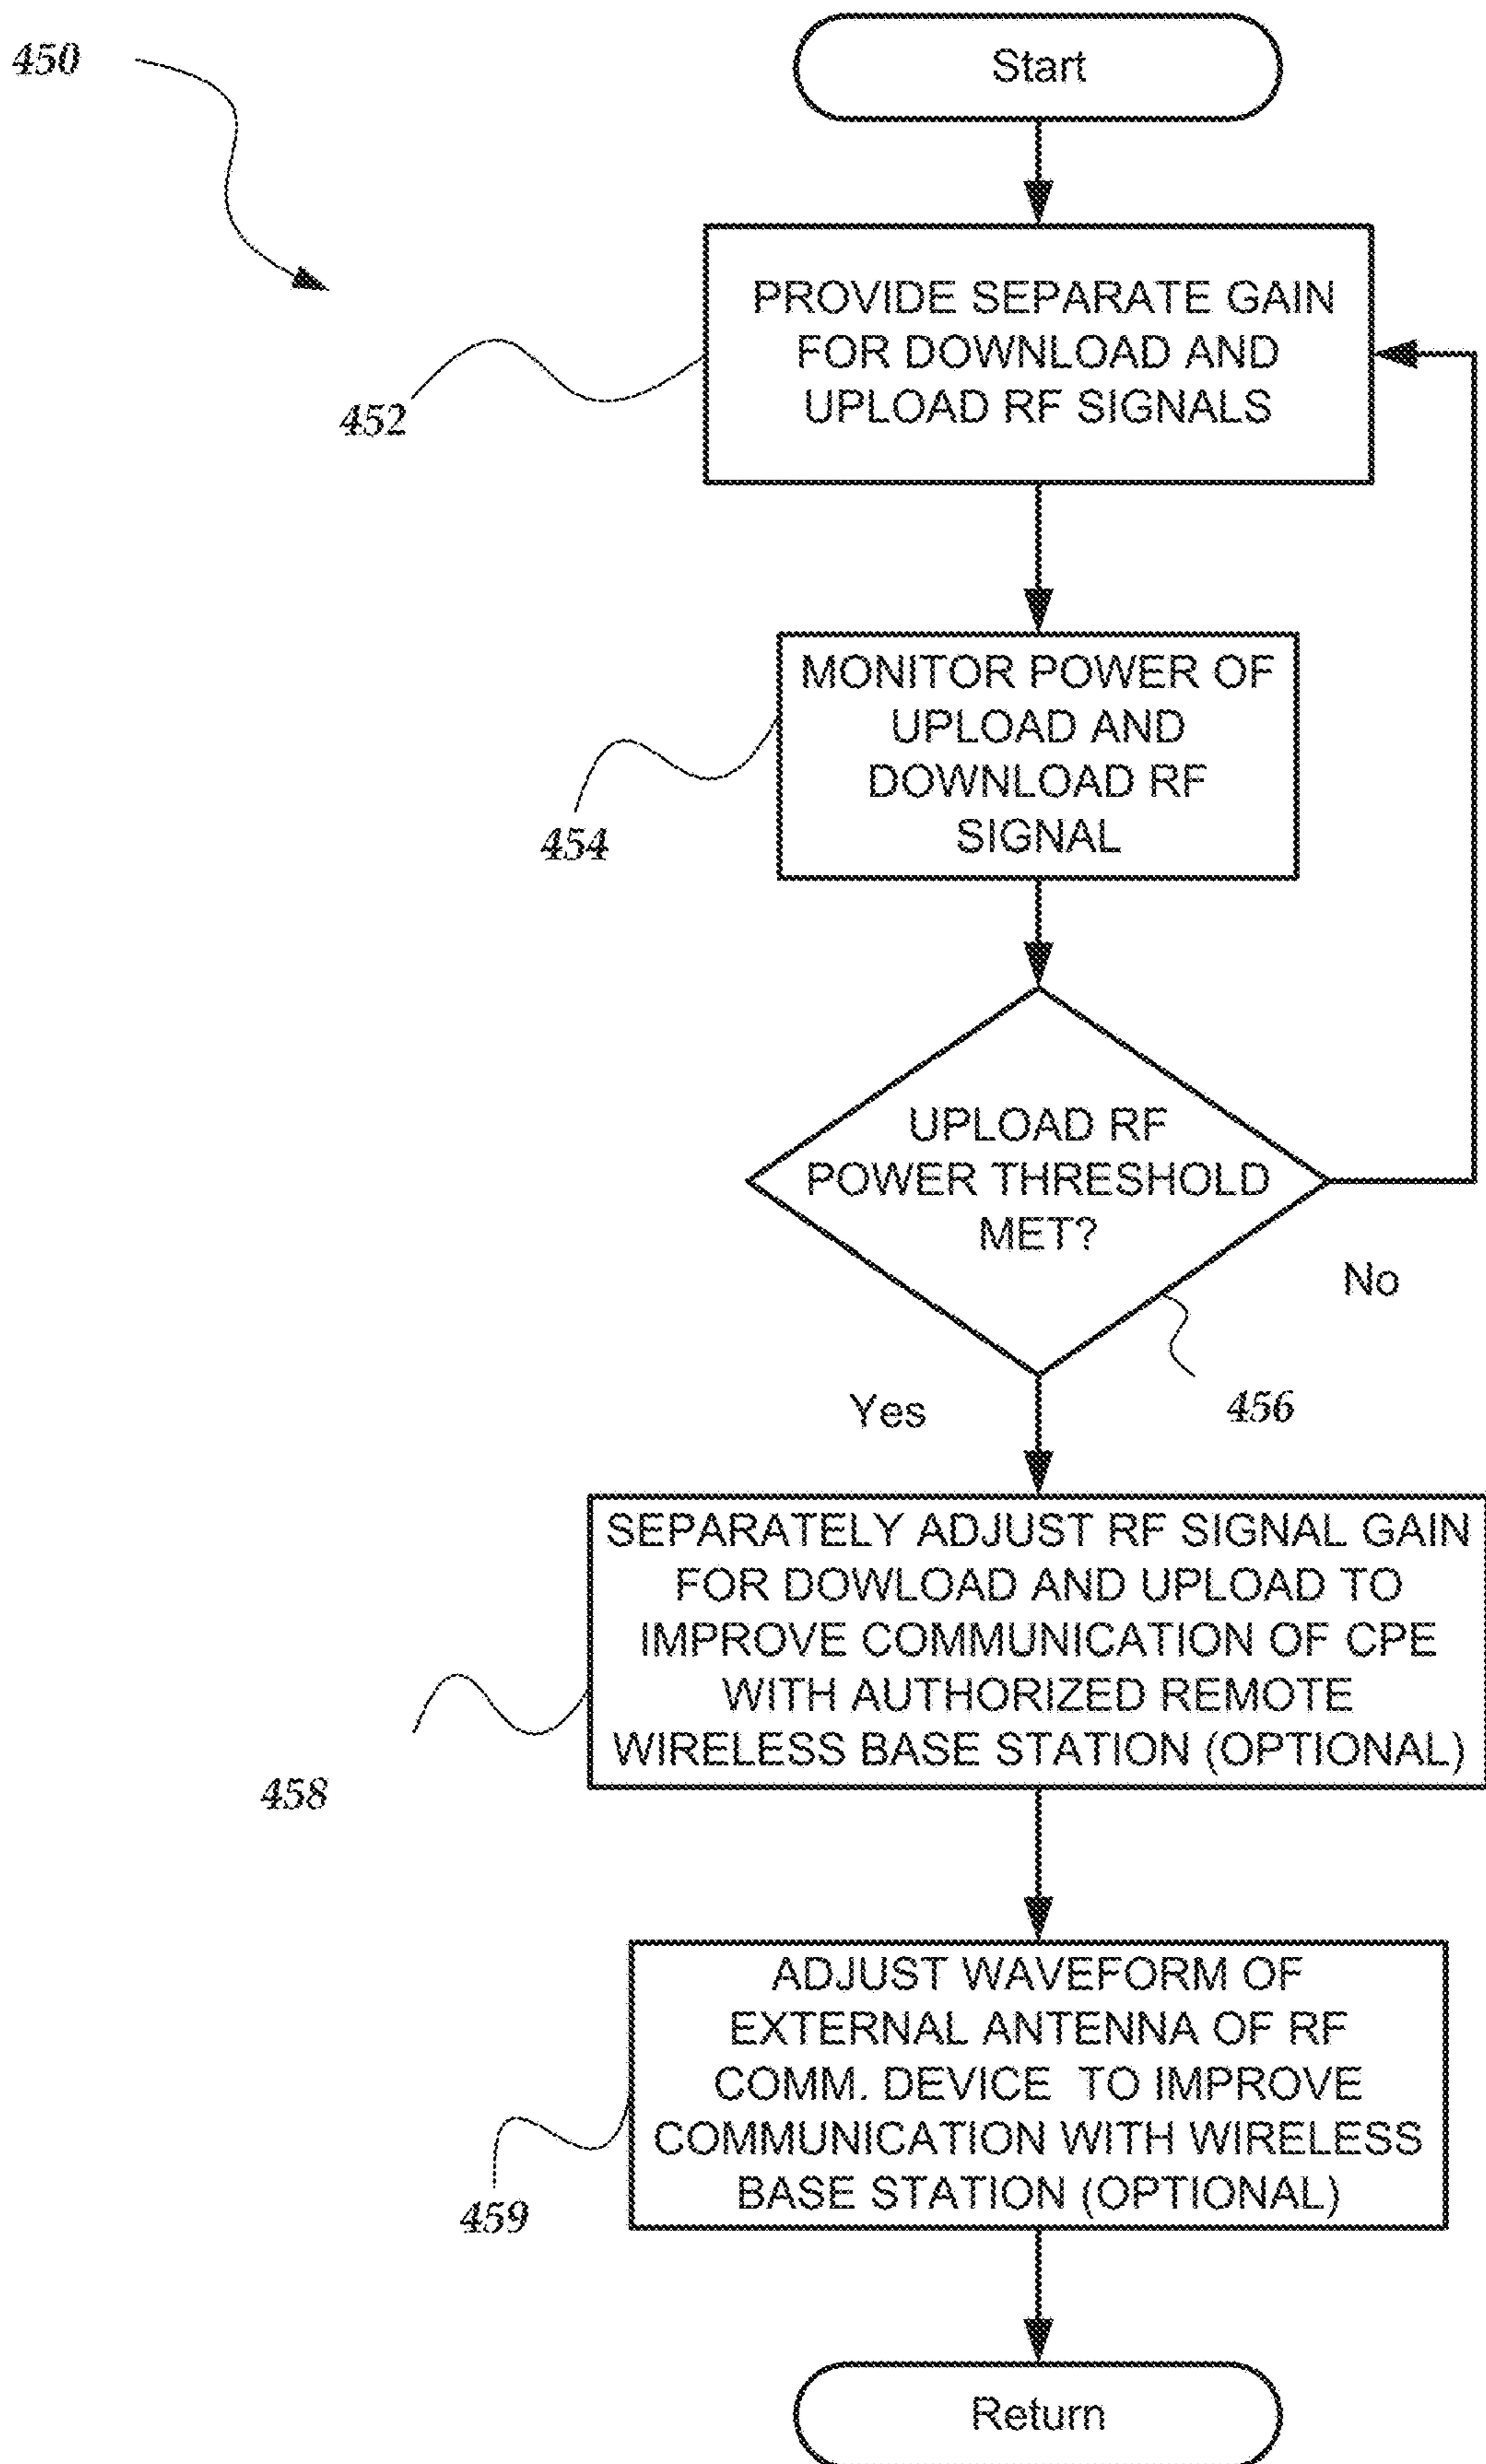 450
Start
PROVIDE SEPARATE GAIN
FOR DOWNLOAD AND
UPLOAD RF SIGNALS
452
MONITOR POWER OF
UPLOAD AND
DOWNLOAD RF
SIGNAL
454
UPLOAD RF
POWER THRESHOLD
MET?
No
Yes
456
SEPARATELY ADJUST RF SIGNAL GAIN
FOR DOWLOAD AND UPLOAD TO
IMPROVE COMMUNICATION OF CPE
WITH AUTHORIZED REMOTE
WIRELESS BASE STATION (OPTIONAL)
458
ADJUST WAVEFORM OF
EXTERNAL ANTENNA OF RF
COMM. DEVICE TO IMPROVE
COMMUNICATION WITH WIRELESS
BASE STATION (OPTIONAL)
459
Return